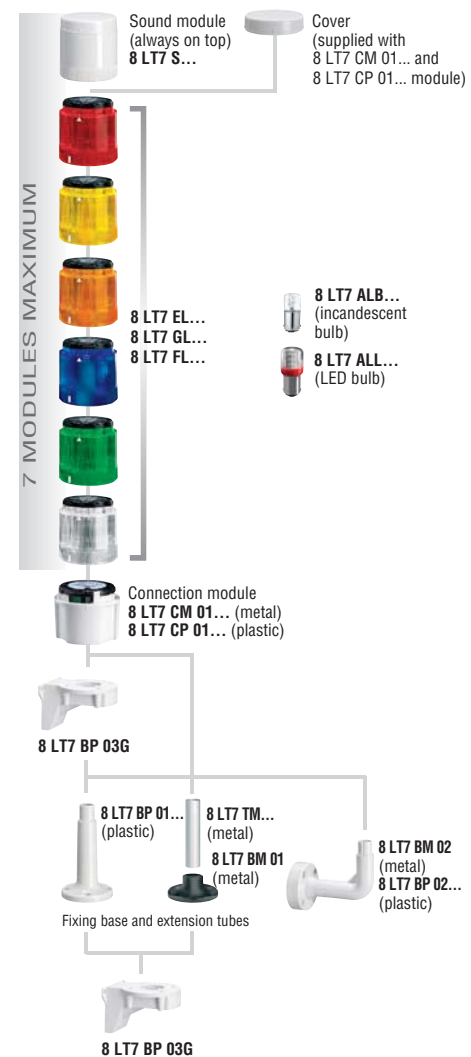 Sound module
(always on top)
8 LT7 S...
Cover
(supplied with
8 LT7 CM 01... and
8 LT7 CP 01... module)
7 MODULES MAXIMUM
8 LT7 EL...
8 LT7 GL...
8 LT7 FL...
8 LT7 ALB...
(incandescent
bulb)
8 LT7 ALL...
(LED bulb)
Connection module
8 LT7 CM 01... (metal)
8 LT7 CP 01... (plastic)
8 LT7 BP 03G
8 LT7 BP 01...
(plastic)
8 LT7 TM...
(metal)
8 LT7 BM 01
(metal)
8 LT7 BM 02
(metal)
8 LT7 BP 02...
(plastic)
Fixing base and extension tubes
8 LT7 BP 03G